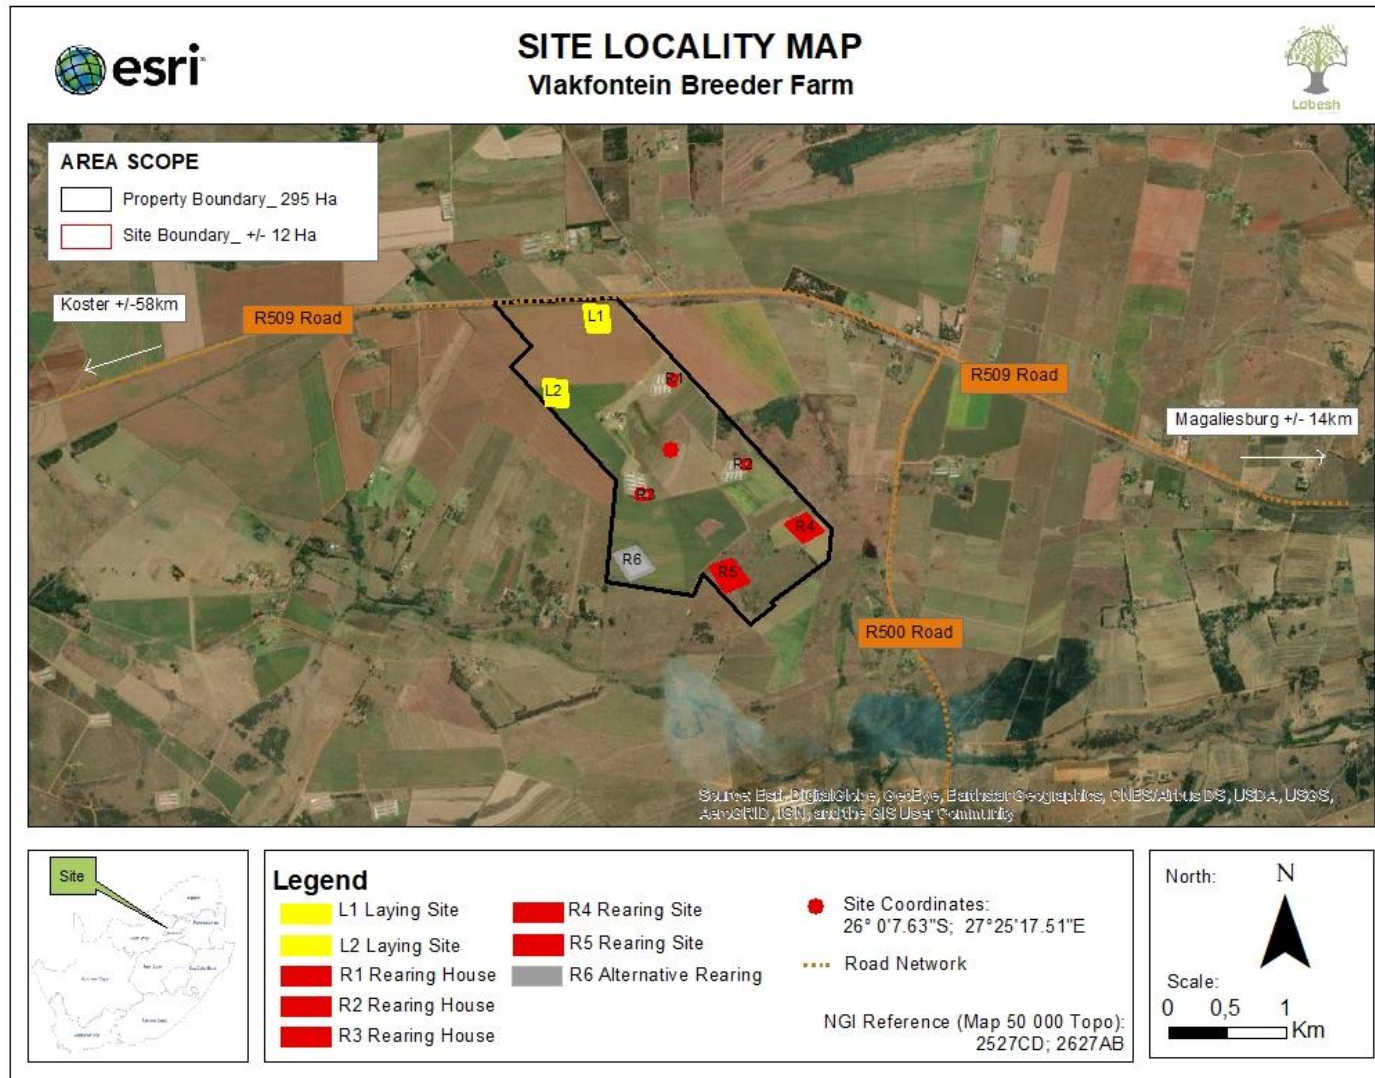 esri
SITE LOCALITY MAP
Vlakfontein Breeder Farm
Labesh
AREA SCOPE
Property Boundary_ 295 Ha
Site Boundary_ +/- 12 Ha
Koster +/-58km
R509 Road
L1
L2
R1
R2
R3
R4
R5
R6
R509 Road
Magaliesburg +/- 14km
R500 Road
Source: Esri, DigitalGlobe, GeoEye, Earthstar Geographics, CNES/Airbus DS, USDA, USGS,
AeroGRID, IGN, and the GIS User Community
Site
Legend
L1 Laying Site
L2 Laying Site
R1 Rearing House
R2 Rearing House
R3 Rearing House
R4 Rearing Site
R5 Rearing Site
R6 Alternative Rearing
Site Coordinates:
26° 0'7.63"S; 27°25'17.51"E
Road Network
NGI Reference (Map 50 000 Topo):
2527CD; 2627AB
North:
N
Scale:
0 0,5 1
Km